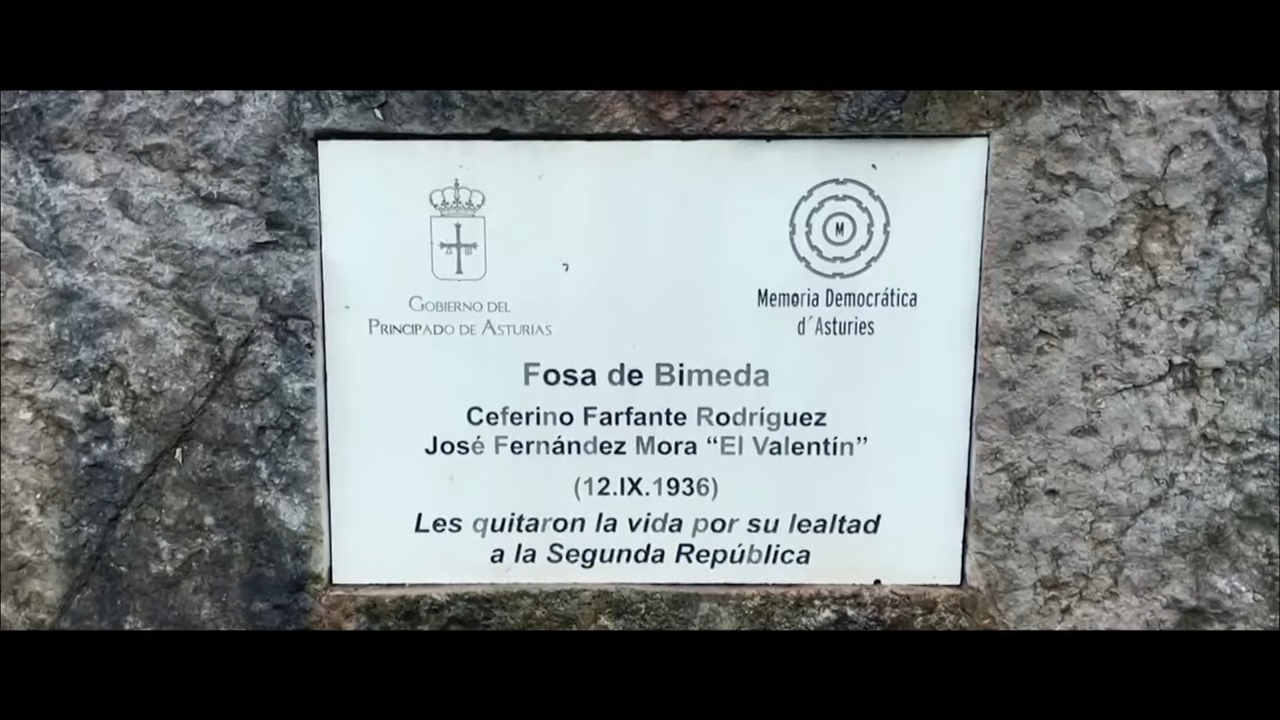 GOBIERNO DEL
PRINCIPADO DE ASTURIAS
M
Memoria Democrática
d´Asturies
Fosa de Bimeda
Ceferino Farfante Rodríguez
José Fernández Mora “El Valentín”
(12.IX.1936)
Les quitaron la vida por su lealtad
a la Segunda República